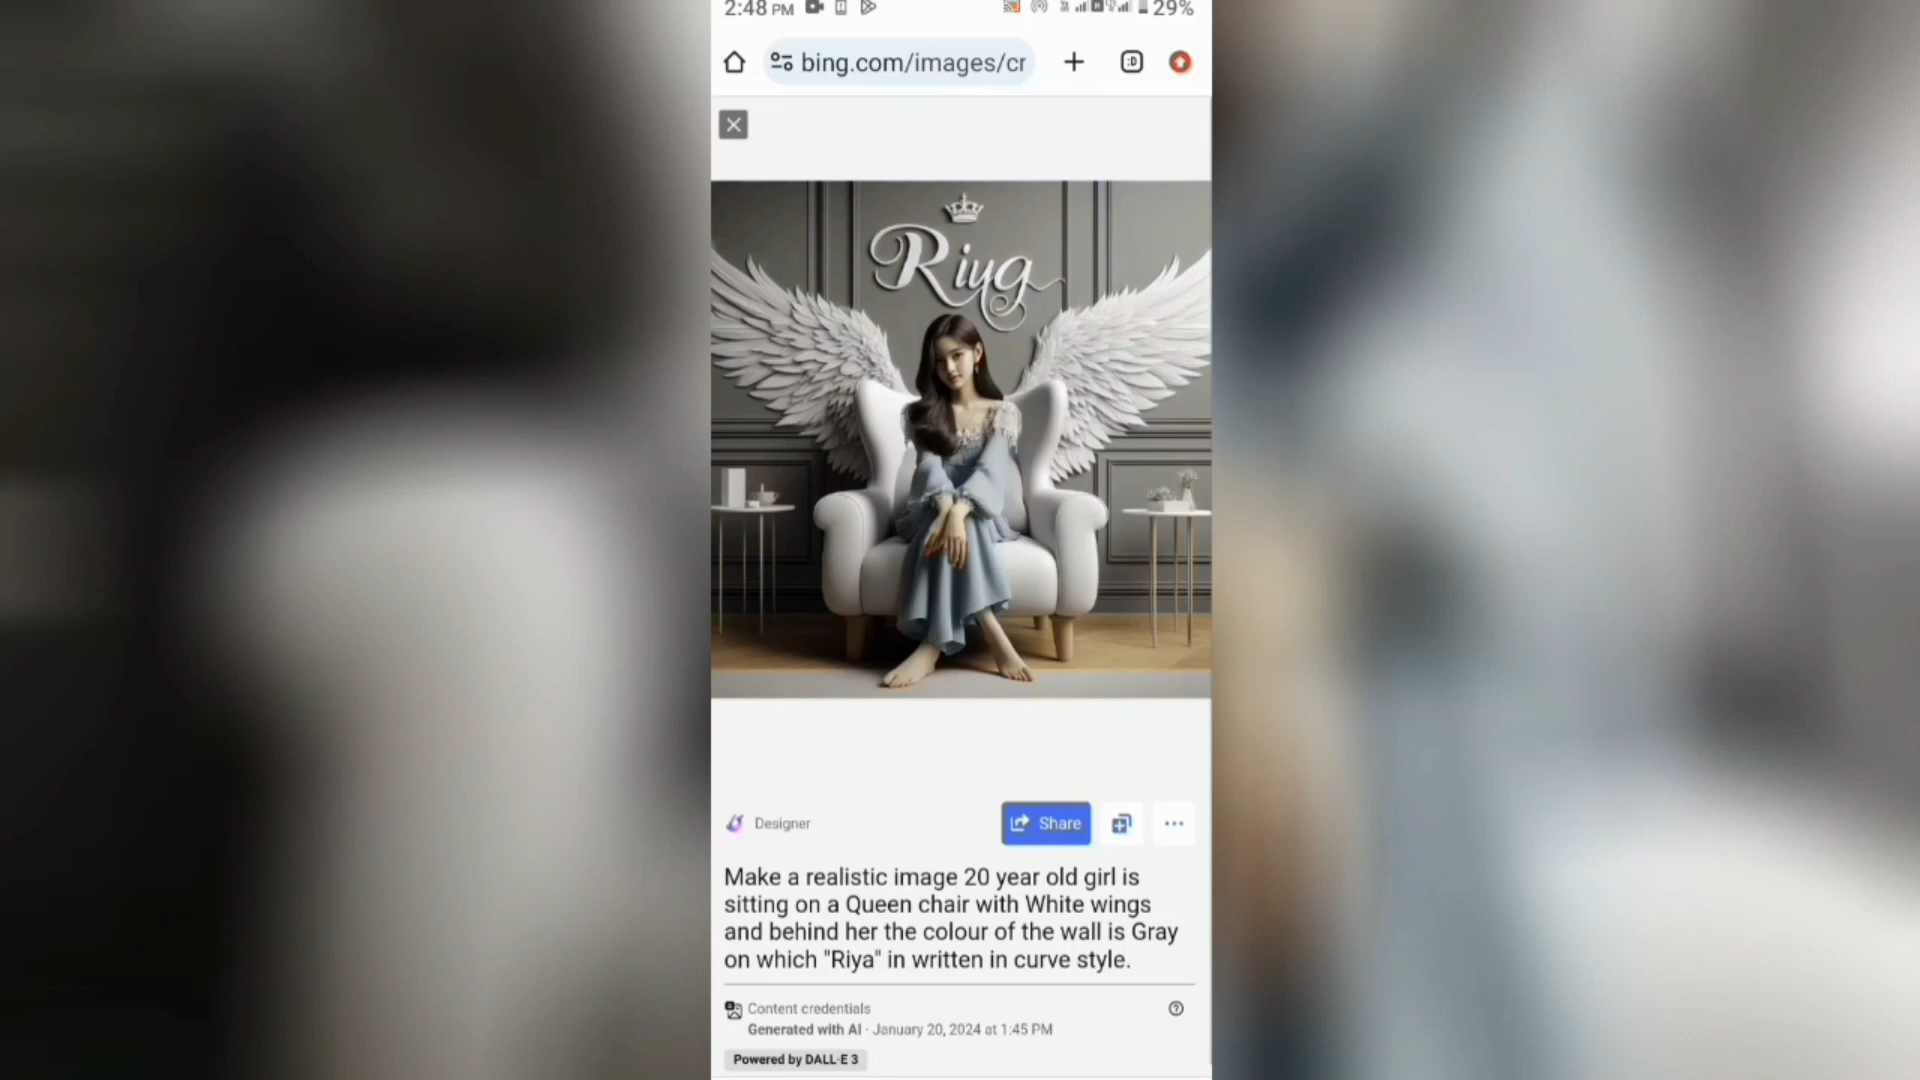 2:48 PM
29%
bing.com/images/cr
:D
Riyg
Designer
Share
Make a realistic image 20 year old girl is
sitting on a Queen chair with White wings
and behind her the colour of the wall is Gray
on which "Riya" in written in curve style.
Content credentials
Generated with AI · January 20, 2024 at 1:45 PM
Powered by DALL·E 3